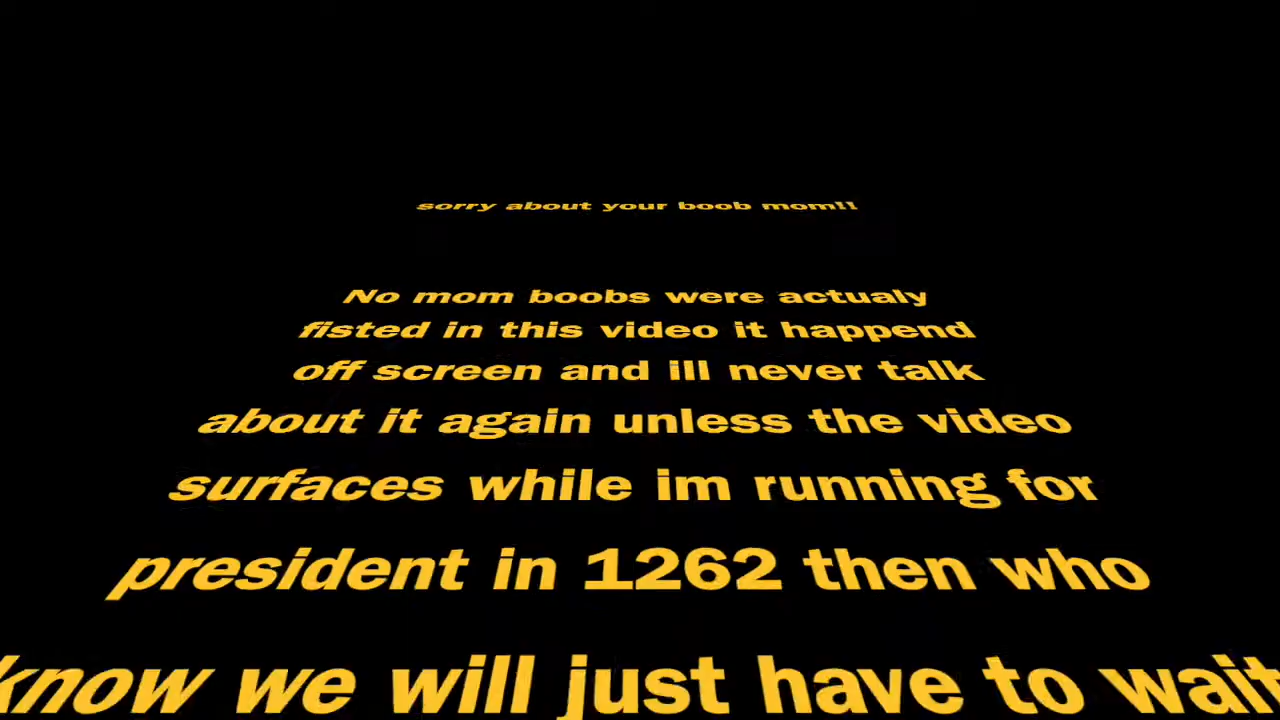 sorry about your boob mom!!
No mom boobs were actualy
fisted in this video it happend
off screen and ill never talk
about it again unless the video
surfaces while im running for
president in 1262 then who
know we will just have to wait